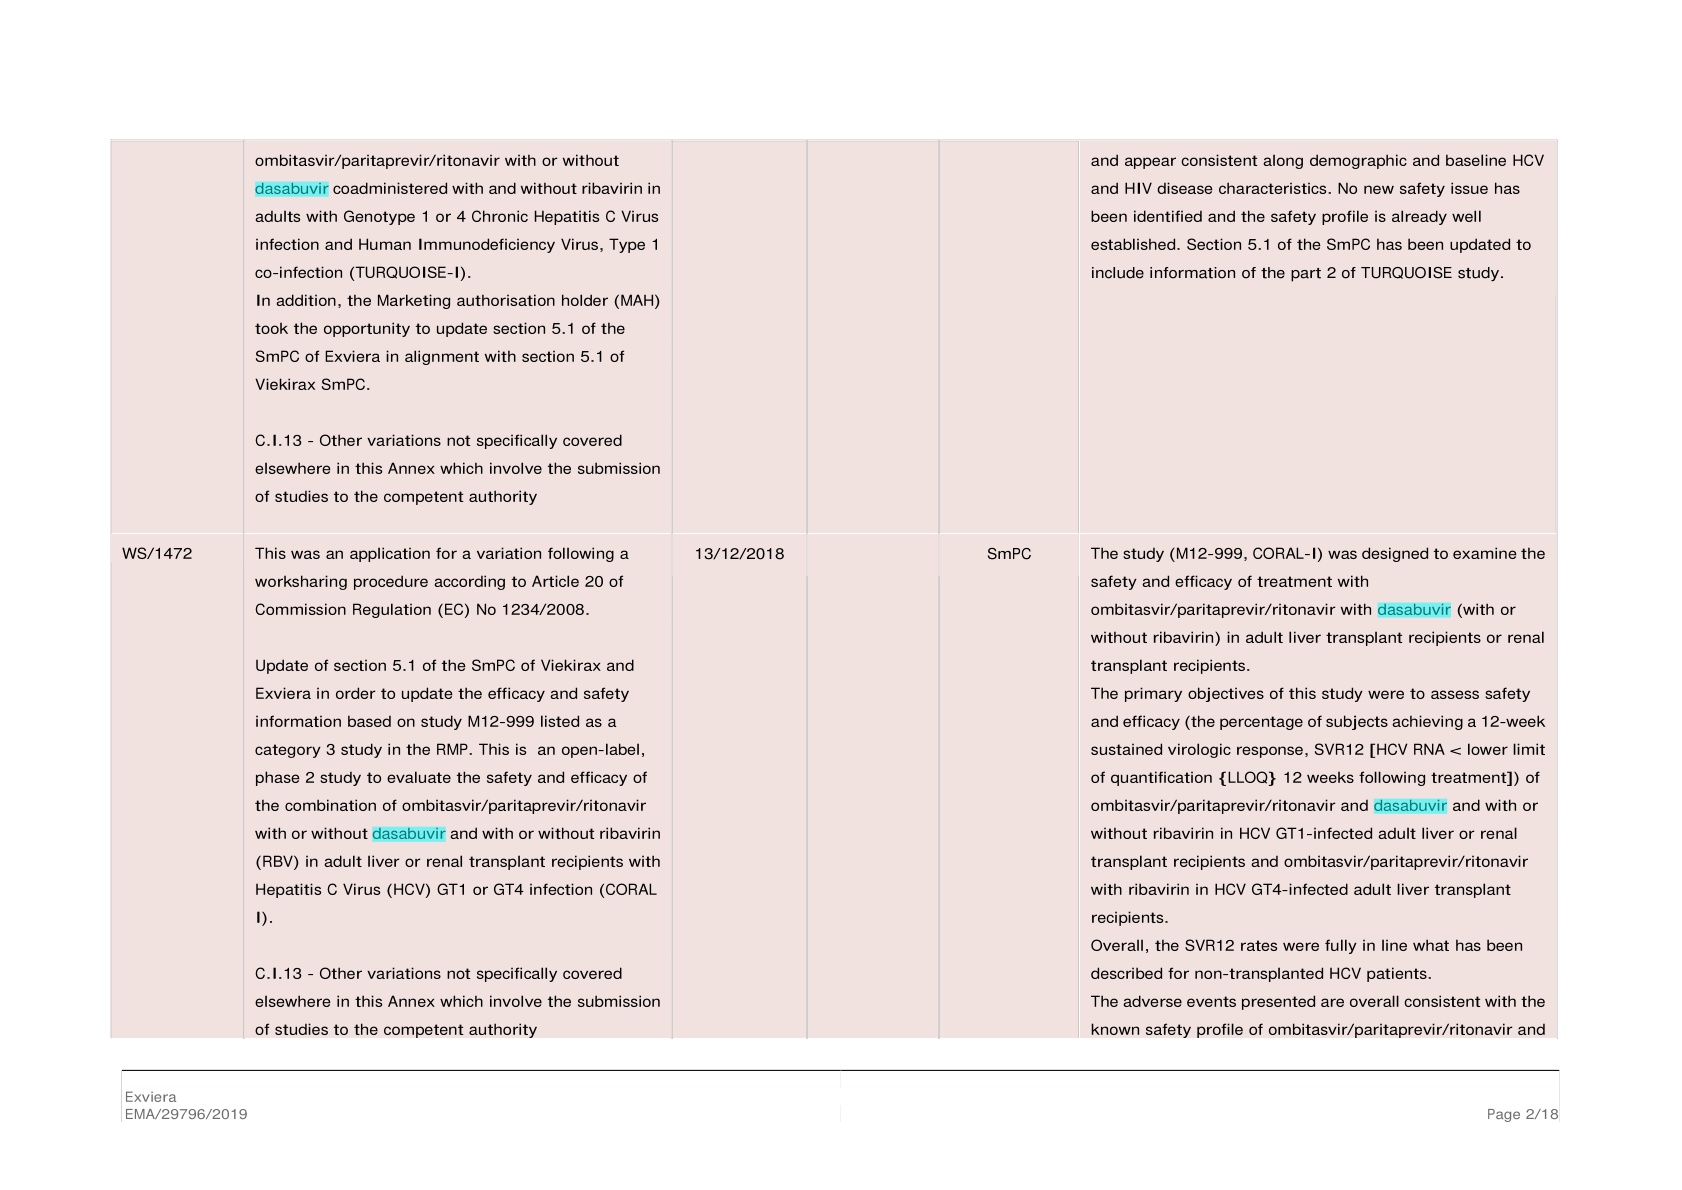 ombitasvir/paritaprevir/ritonavir with or without
dasabuvir coadministered with and without ribavirin in
adults with Genotype 1 or 4 Chronic Hepatitis C Virus
infection and Human Immunodeficiency Virus, Type 1
co-infection (TURQUOISE-I).
In addition, the Marketing authorisation holder (MAH)
took the opportunity to update section 5.1 of the
SmPC of Exviera in alignment with section 5.1 of
Viekirax SmPC.
C.I.13 - Other variations not specifically covered
elsewhere in this Annex which involve the submission
of studies to the competent authority
and appear consistent along demographic and baseline HCV
and HIV disease characteristics. No new safety issue has
been identified and the safety profile is already well
established. Section 5.1 of the SmPC has been updated to
include information of the part 2 of TURQUOISE study.
WS/1472
This was an application for a variation following a
worksharing procedure according to Article 20 of
Commission Regulation (EC) No 1234/2008.
Update of section 5.1 of the SmPC of Viekirax and
Exviera in order to update the efficacy and safety
information based on study M12-999 listed as a
category 3 study in the RMP. This is  an open-label,
phase 2 study to evaluate the safety and efficacy of
the combination of ombitasvir/paritaprevir/ritonavir
with or without dasabuvir and with or without ribavirin
(RBV) in adult liver or renal transplant recipients with
Hepatitis C Virus (HCV) GT1 or GT4 infection (CORAL
I).
C.I.13 - Other variations not specifically covered
elsewhere in this Annex which involve the submission
of studies to the competent authority
13/12/2018
SmPC
The study (M12-999, CORAL-I) was designed to examine the
safety and efficacy of treatment with
ombitasvir/paritaprevir/ritonavir with dasabuvir (with or
without ribavirin) in adult liver transplant recipients or renal
transplant recipients.
The primary objectives of this study were to assess safety
and efficacy (the percentage of subjects achieving a 12-week
sustained virologic response, SVR12 [HCV RNA < lower limit
of quantification {LLOQ} 12 weeks following treatment]) of
ombitasvir/paritaprevir/ritonavir and dasabuvir and with or
without ribavirin in HCV GT1-infected adult liver or renal
transplant recipients and ombitasvir/paritaprevir/ritonavir
with ribavirin in HCV GT4-infected adult liver transplant
recipients.
Overall, the SVR12 rates were fully in line what has been
described for non-transplanted HCV patients.
The adverse events presented are overall consistent with the
known safety profile of ombitasvir/paritaprevir/ritonavir and
Exviera
EMA/29796/2019
Page 2/18